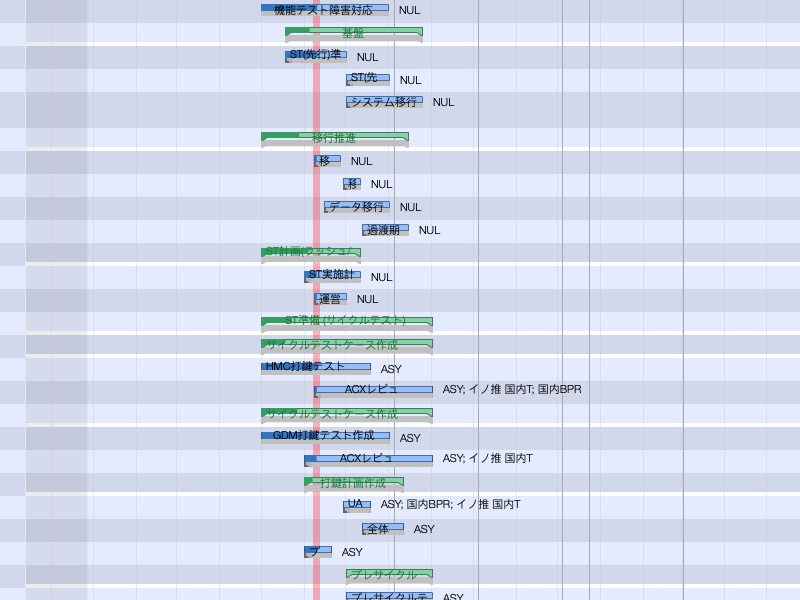 機能テスト障害対応 NUL
基盤
ST(先行)準 NUL
ST(先 NUL
システム移行 NUL
移行推進
移 NUL
移 NUL
データ移行 NUL
過渡期 NUL
ST計画(ラッシュ/
ST実施計 NUL
運営 NUL
ST準備 (サイクルテスト)
サイクルテストケース作成
HMC打鍵テスト ASY
ACXレビュ ASY; イノ推 国内T; 国内BPR
サイクルテストケース作成
GDM打鍵テスト作成 ASY
ACXレビュ ASY; イノ推 国内T
打鍵計画作成
UA ASY; 国内BPR; イノ推 国内T
全体 ASY
プ ASY
プレサイクル
プレサイクルテ ASY